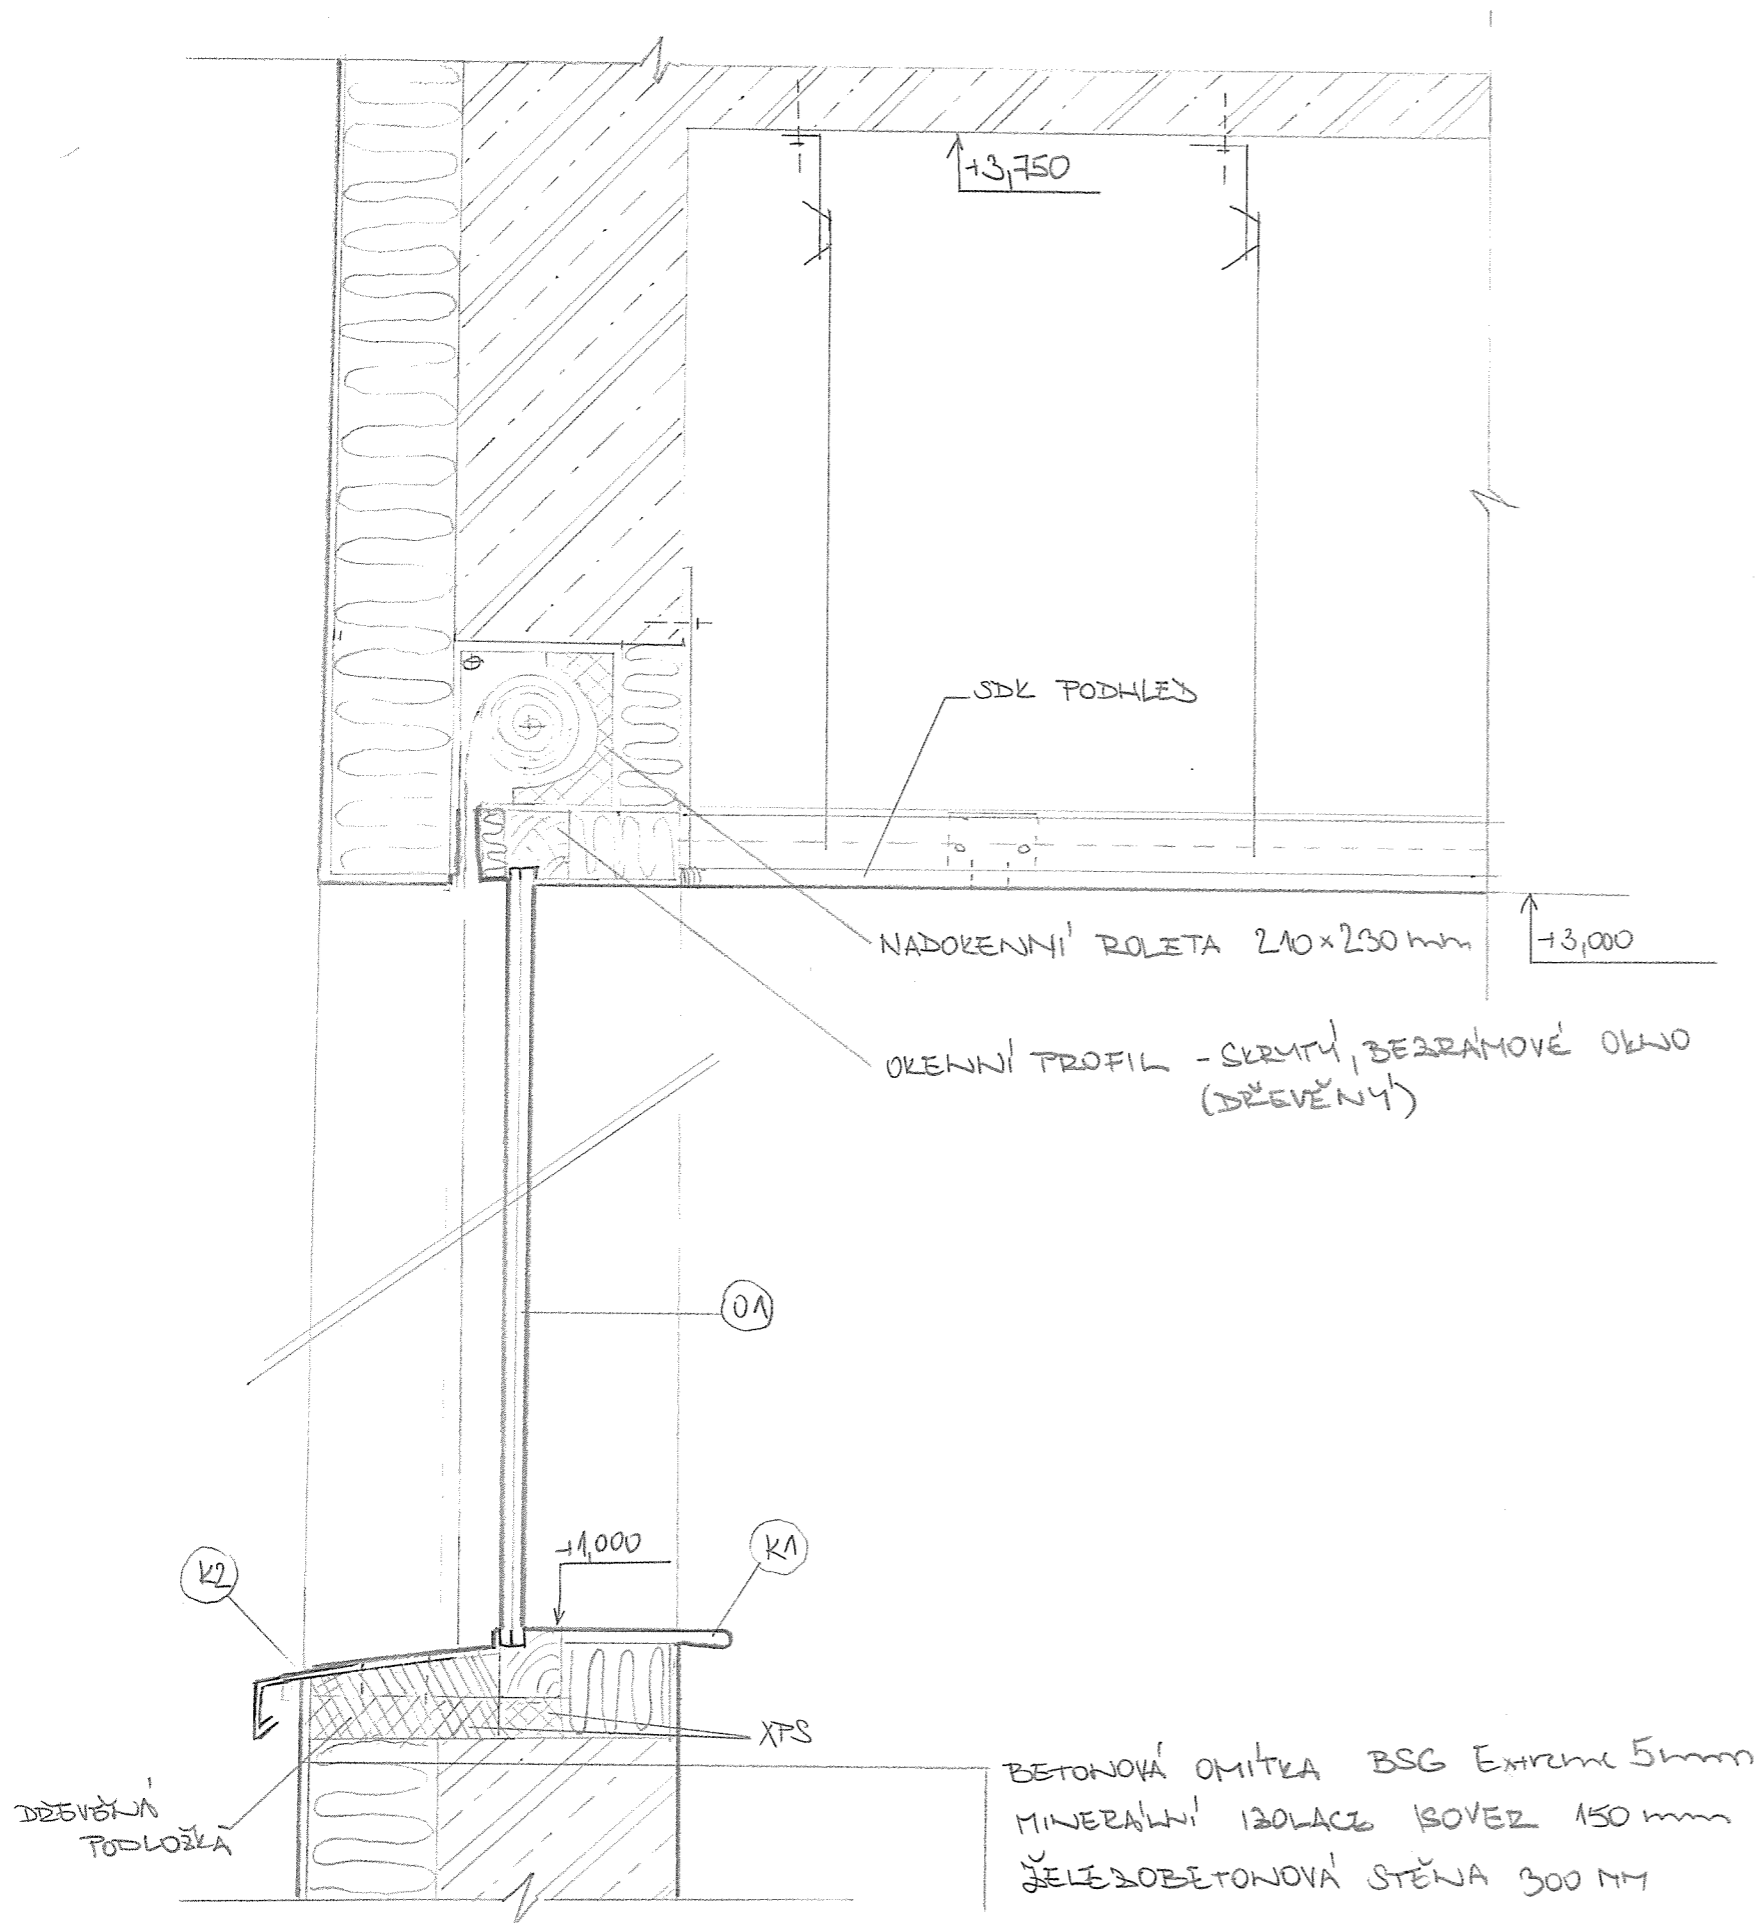 +3,750
SDK PODHLED
NADOKENNÍ ROLETA 210×230 mm
+3,000
OKENNÍ PROFIL - SKRYTÝ, BEZRÁMOVÉ OKNO
(DŘEVĚNÝ)
O1
+1,000
K1
K2
XPS
DŘEVĚNÁ
PODLOŽKA
BETONOVÁ OMÍTKA BSG Extreme 5mm
MINERÁLNÍ IZOLACE ISOVER 150 mm
ŽELEZOBETONOVÁ STĚNA 300 MM